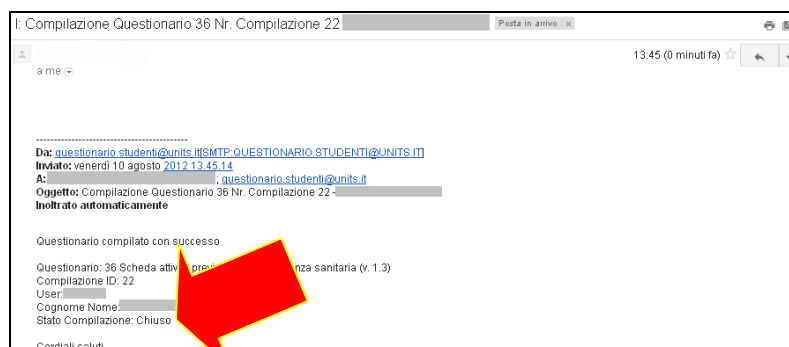 I: Compilazione Questionario 36 Nr. Compilazione 22
Posta in arrivo x
13:45 (0 minuti fa)
a me
----------------------------------------
Da: questionario.studenti@units.it[SMTP:QUESTIONARIO.STUDENTI@UNITS.IT]
Inviato: venerdì 10 agosto 2012 13.45.14
A: ; questionario.studenti@units.it
Oggetto: Compilazione Questionario 36 Nr. Compilazione 22 -
Inoltrato automaticamente
Questionario compilato con successo
Questionario: 36 Scheda sanitaria (v. 1.3)
Compilazione ID: 22
User:
Cognome Nome:
Stato Compilazione: Chiuso
Cordiali saluti